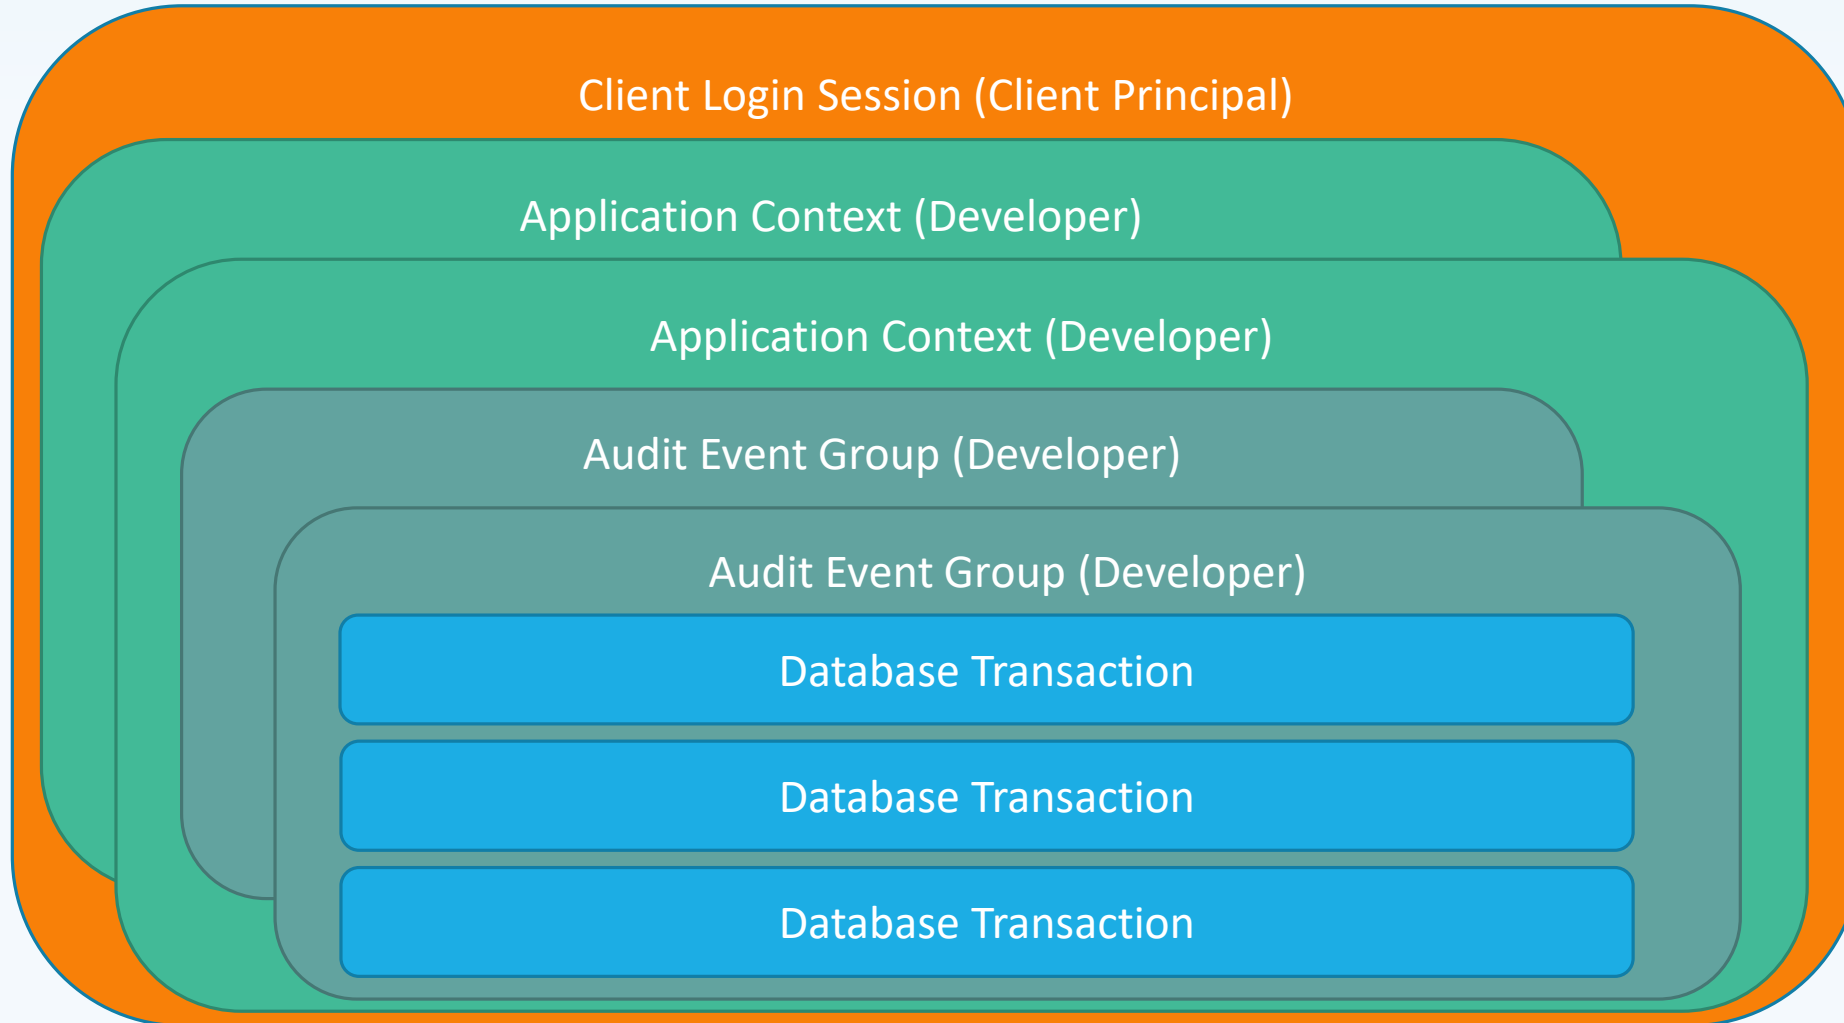 Client Login Session (Client Principal)
Application Context (Developer)
Application Context (Developer)
Audit Event Group (Developer)
Audit Event Group (Developer)
Database Transaction
Database Transaction
Database Transaction